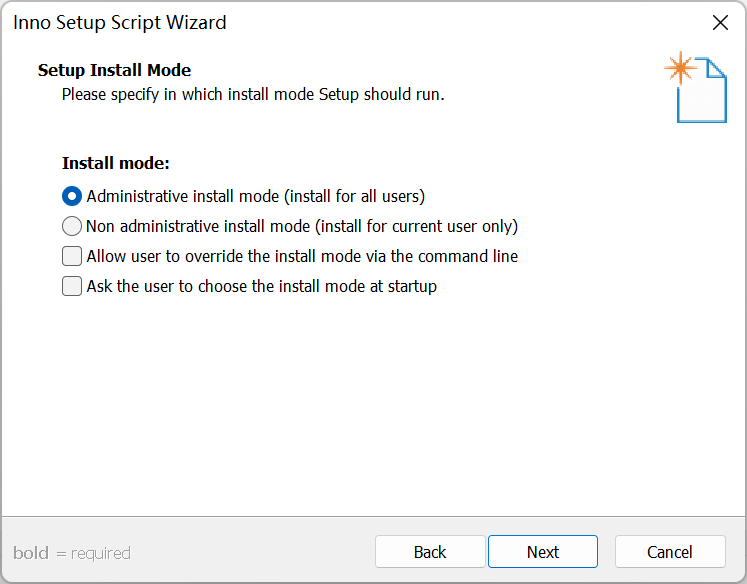 Inno Setup Script Wizard
Setup Install Mode
Please specify in which install mode Setup should run.
Install mode:
Administrative install mode (install for all users)
Non administrative install mode (install for current user only)
Allow user to override the install mode via the command line
Ask the user to choose the install mode at startup
bold = required
Back
Next
Cancel